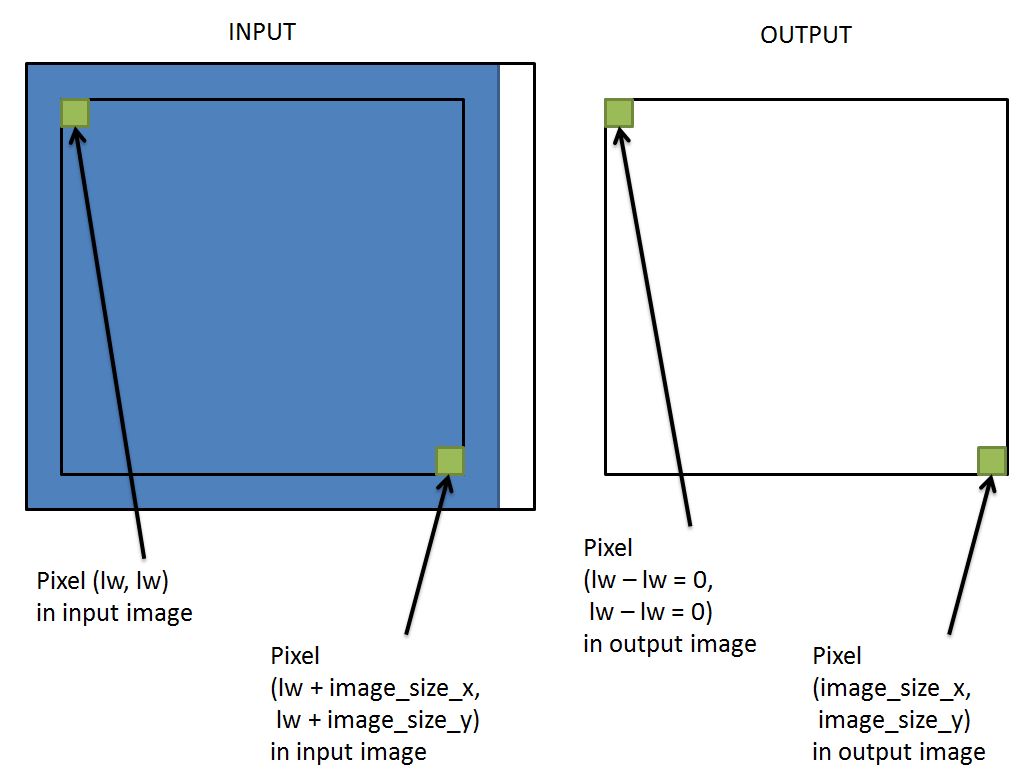 INPUT
OUTPUT
Pixel (lw, lw)
in input image
Pixel
(lw + image_size_x,
lw + image_size_y)
in input image
Pixel
(lw – lw = 0,
lw – lw = 0)
in output image
Pixel
(image_size_x,
image_size_y)
in output image